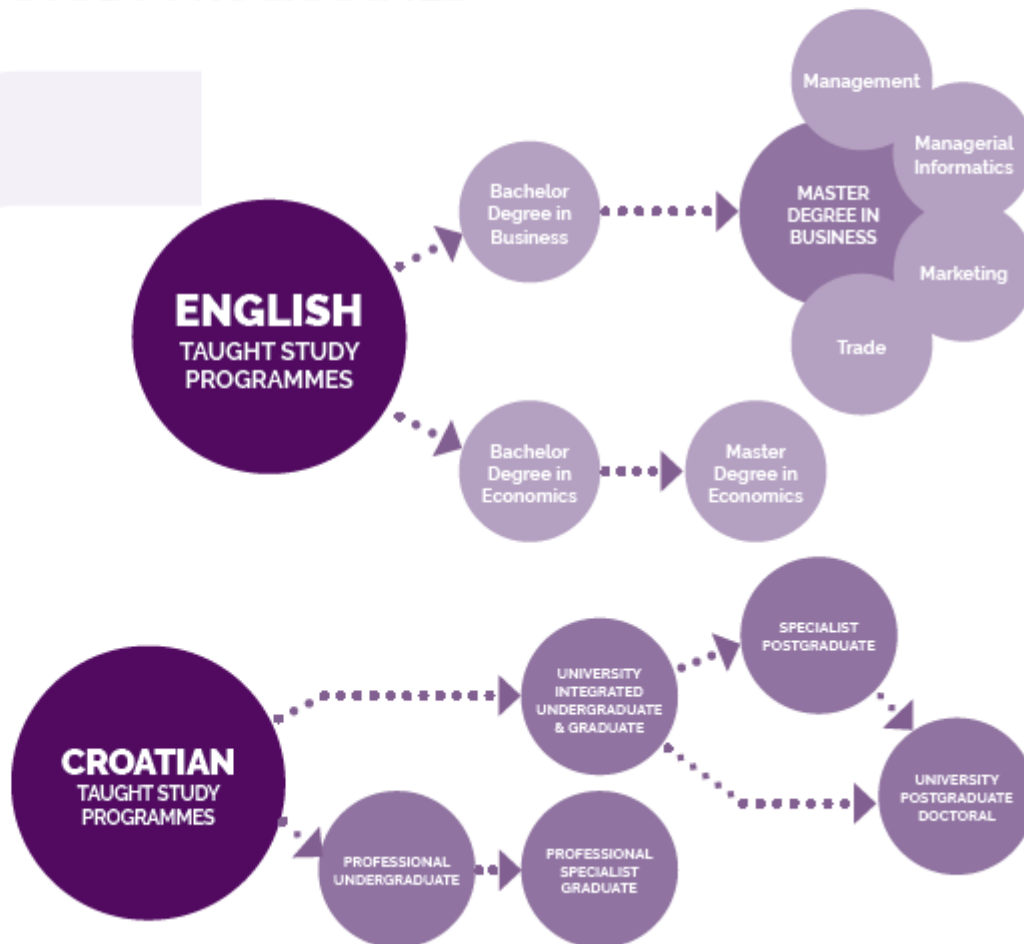 ENGLISH
TAUGHT STUDY
PROGRAMMES
Bachelor
Degree in
Business
MASTER
DEGREE IN
BUSINESS
Management
Managerial
Informatics
Marketing
Trade
Bachelor
Degree in
Economics
Master
Degree in
Economics
CROATIAN
TAUGHT STUDY
PROGRAMMES
UNIVERSITY
INTEGRATED
UNDERGRADUATE
& GRADUATE
SPECIALIST
POSTGRADUATE
UNIVERSITY
POSTGRADUATE
DOCTORAL
PROFESSIONAL
UNDERGRADUATE
PROFESSIONAL
SPECIALIST
GRADUATE